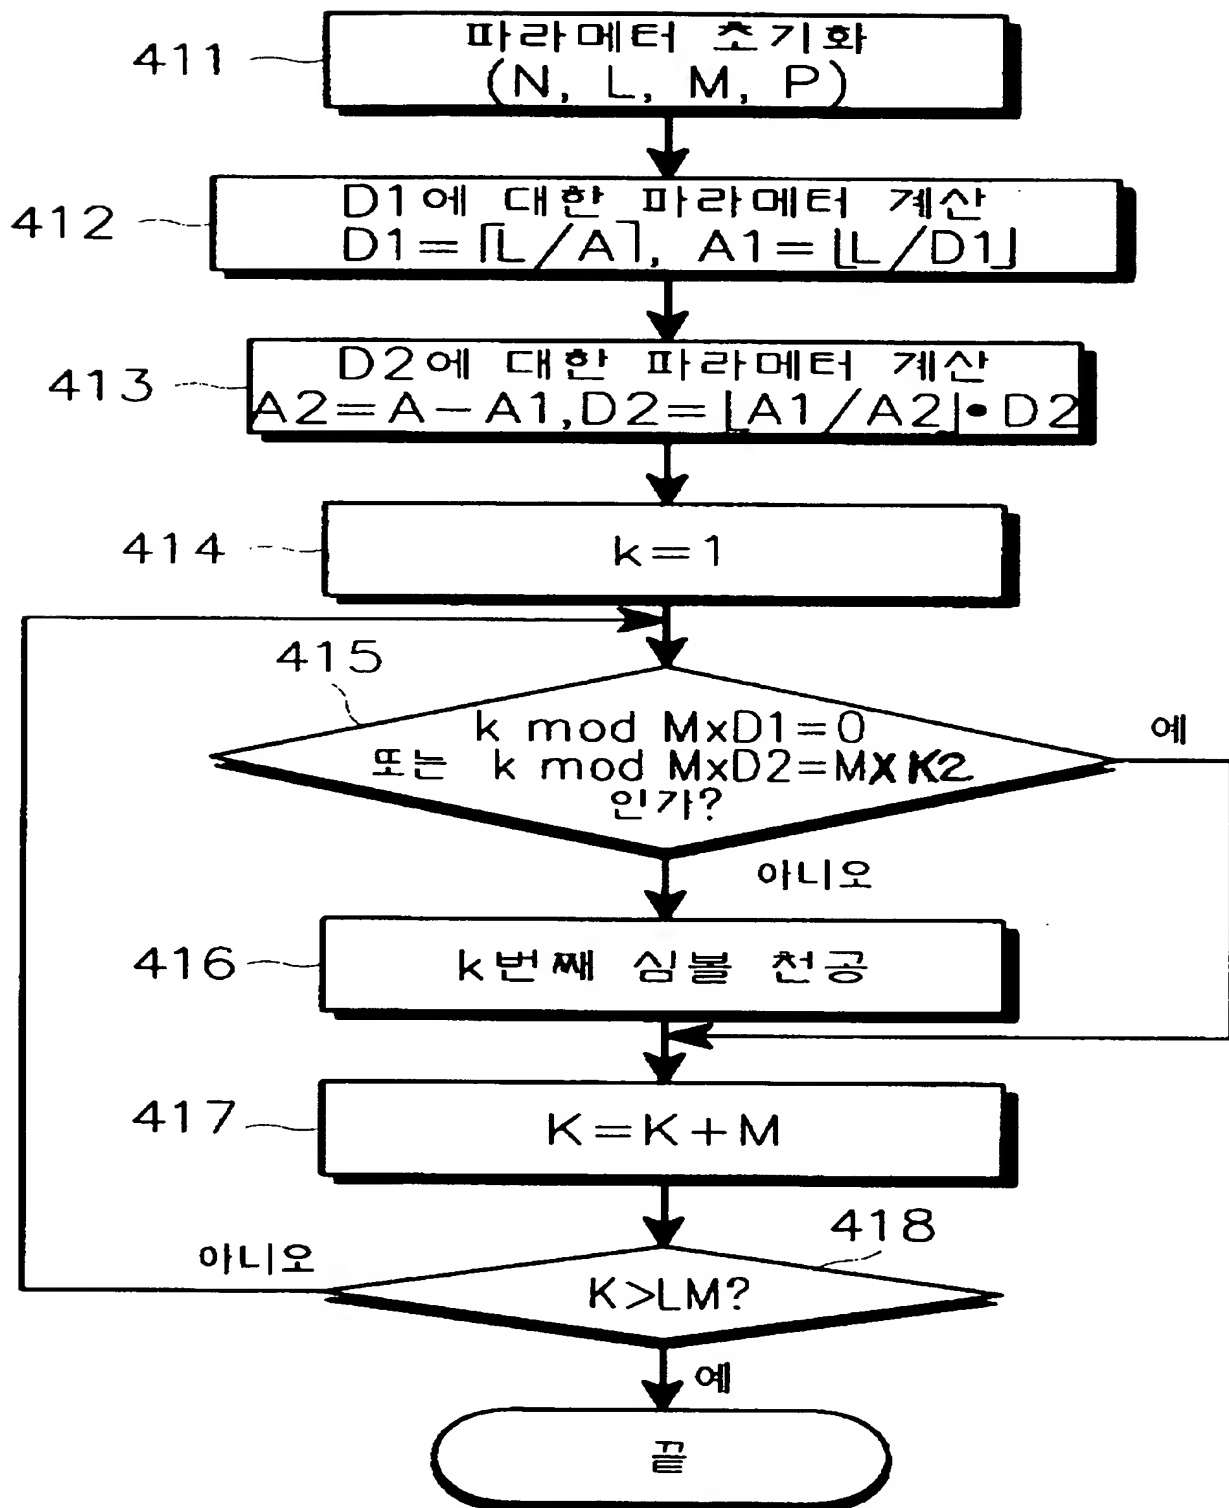 411
파라메터 초기화
(N, L, M, P)
412
D1에 대한 파라메터 계산
D1=⌈L/A⌉, A1=⌊L/D1⌋
413
D2에 대한 파라메터 계산
A2=A-A1,D2=⌊A1/A2⌋•D2
414
k=1
415
k mod MxD1=0
또는 k mod MxD2=MXK2
인가?
예
아니오
416
k번째 심볼 천공
417
K=K+M
418
아니오
K>LM?
예
끝